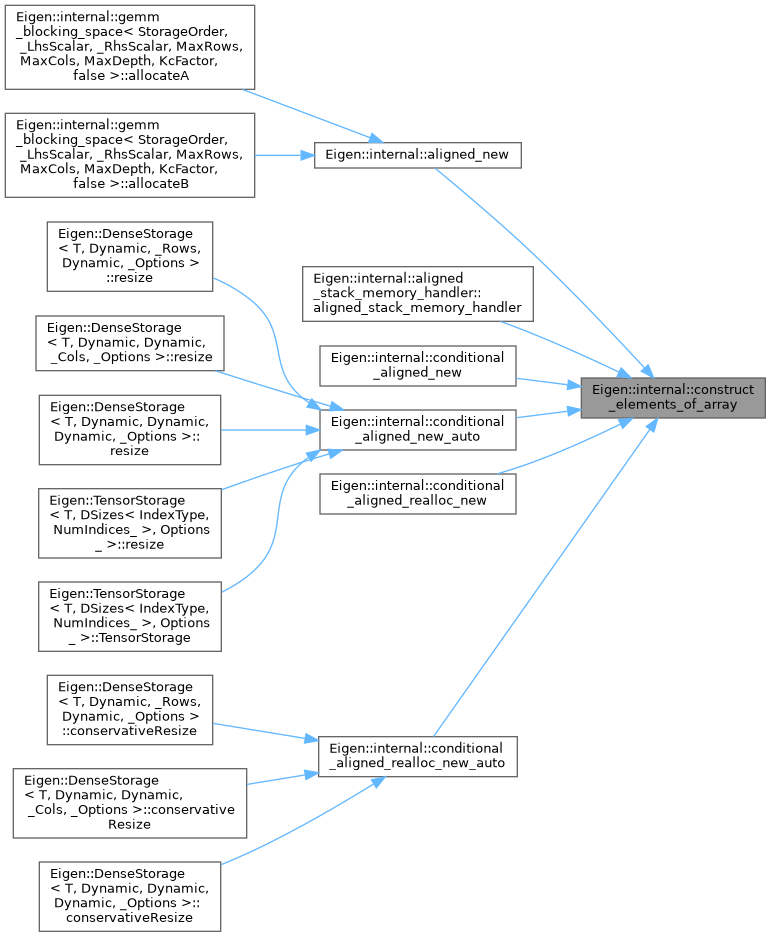 Eigen::internal::gemm
_blocking_space< StorageOrder,
_LhsScalar, _RhsScalar, MaxRows,
MaxCols, MaxDepth, KcFactor,
false >::allocateA
Eigen::internal::gemm
_blocking_space< StorageOrder,
_LhsScalar, _RhsScalar, MaxRows,
MaxCols, MaxDepth, KcFactor,
false >::allocateB
Eigen::internal::aligned_new
Eigen::DenseStorage
< T, Dynamic, _Rows,
Dynamic, _Options >
::resize
Eigen::internal::aligned
_stack_memory_handler::
aligned_stack_memory_handler
Eigen::DenseStorage
< T, Dynamic, Dynamic,
_Cols, _Options >::resize
Eigen::internal::conditional
_aligned_new
Eigen::internal::construct
_elements_of_array
Eigen::DenseStorage
< T, Dynamic, Dynamic,
Dynamic, _Options >::
resize
Eigen::internal::conditional
_aligned_new_auto
Eigen::internal::conditional
_aligned_realloc_new
Eigen::TensorStorage
< T, DSizes< IndexType,
NumIndices_ >, Options
_ >::resize
Eigen::TensorStorage
< T, DSizes< IndexType,
NumIndices_ >, Options
_ >::TensorStorage
Eigen::DenseStorage
< T, Dynamic, _Rows,
Dynamic, _Options >
::conservativeResize
Eigen::internal::conditional
_aligned_realloc_new_auto
Eigen::DenseStorage
< T, Dynamic, Dynamic,
_Cols, _Options >::conservative
Resize
Eigen::DenseStorage
< T, Dynamic, Dynamic,
Dynamic, _Options >::
conservativeResize